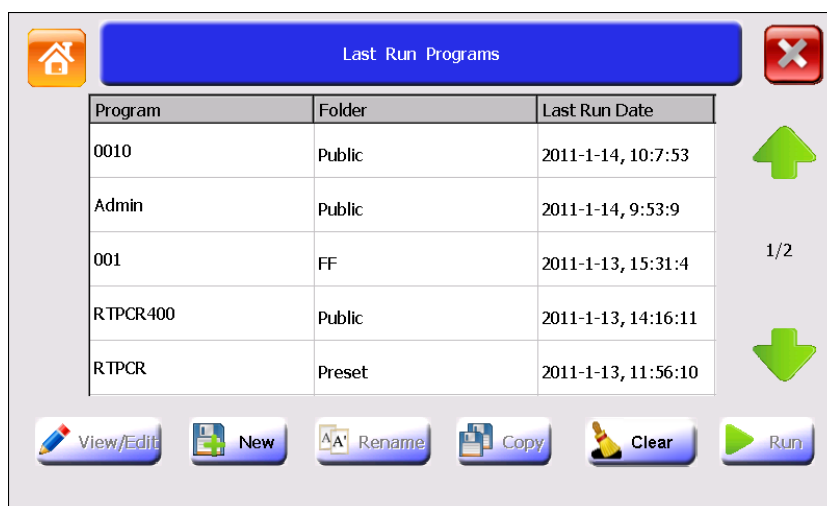 Last Run Programs
Program Folder Last Run Date
0010 Public 2011-1-14, 10:7:53
Admin Public 2011-1-14, 9:53:9
001 FF 2011-1-13, 15:31:4
1/2
RTPCR400 Public 2011-1-13, 14:16:11
RTPCR Preset 2011-1-13, 11:56:10
View/Edit New AA' Rename Copy Clear Run